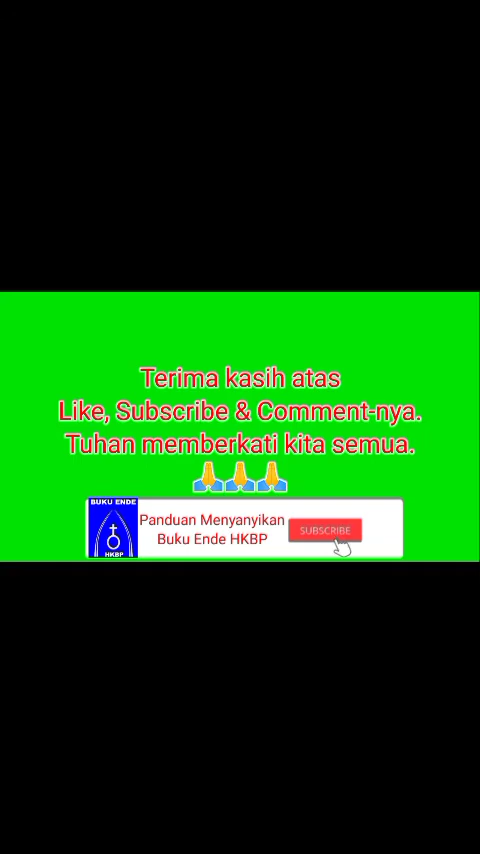 Terima kasih atas
Like, Subscribe & Comment-nya.
Tuhan memberkati kita semua.
🙏🙏🙏
BUKU ENDE
HKBP
Panduan Menyanyikan
Buku Ende HKBP
SUBSCRIBE